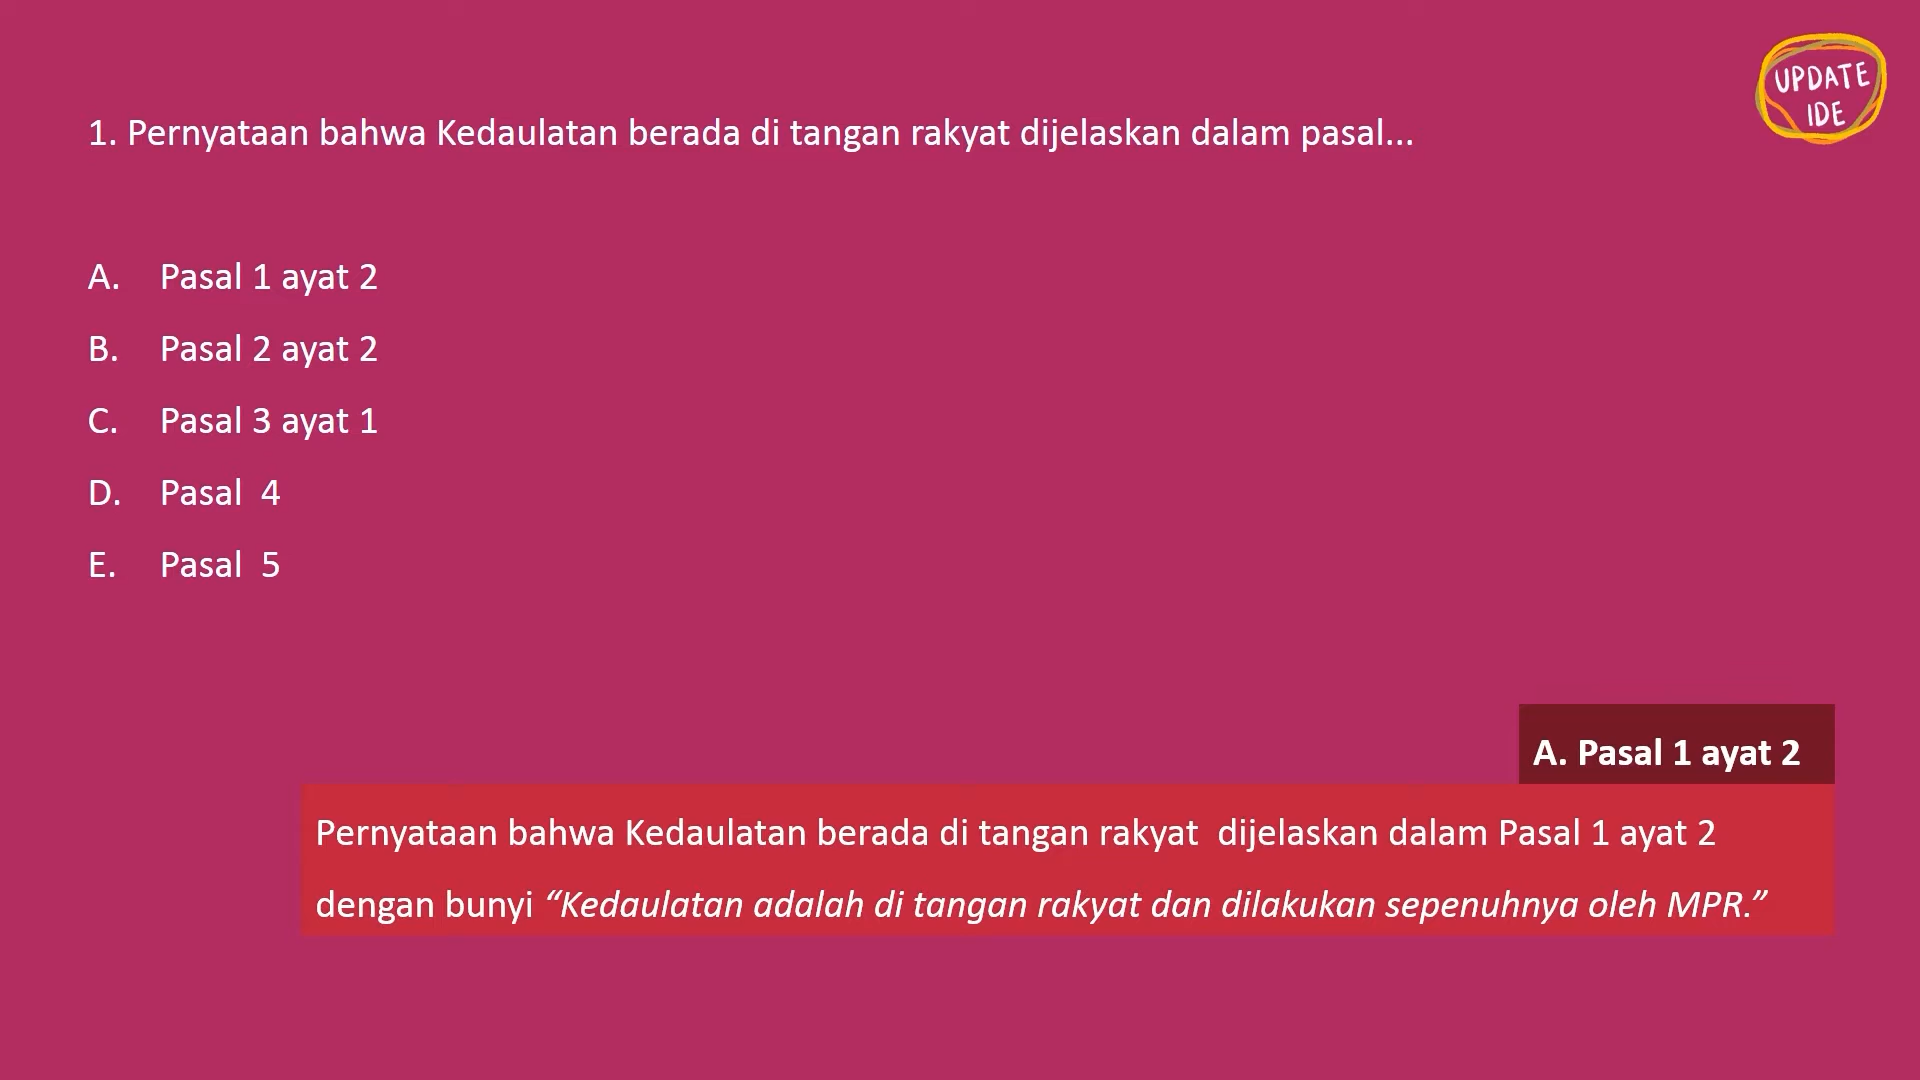 UPDATE
IDE
1. Pernyataan bahwa Kedaulatan berada di tangan rakyat dijelaskan dalam pasal...
A. Pasal 1 ayat 2
B. Pasal 2 ayat 2
C. Pasal 3 ayat 1
D. Pasal 4
E. Pasal 5
A. Pasal 1 ayat 2
Pernyataan bahwa Kedaulatan berada di tangan rakyat dijelaskan dalam Pasal 1 ayat 2
dengan bunyi “Kedaulatan adalah di tangan rakyat dan dilakukan sepenuhnya oleh MPR.”